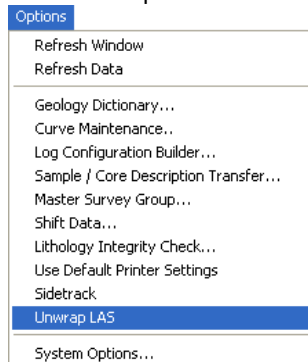 Options
Refresh Window
Refresh Data
Geology Dictionary...
Curve Maintenance..
Log Configuration Builder...
Sample / Core Description Transfer...
Master Survey Group...
Shift Data...
Lithology Integrity Check...
Use Default Printer Settings
Sidetrack
Unwrap LAS
System Options...